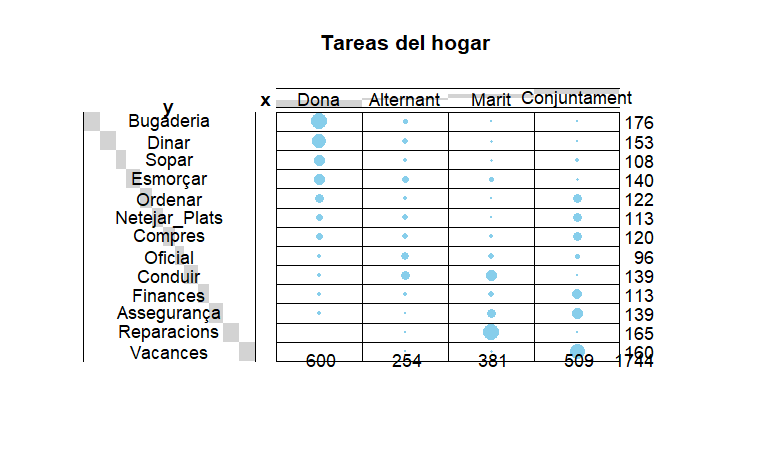 Tareas del hogar
x Dona Alternant Marit Conjuntament
y
Bugaderia 176
Dinar 153
Sopar 108
Esmorçar 140
Ordenar 122
Netejar_Plats 113
Compres 120
Oficial 96
Conduir 139
Finances 113
Assegurança 139
Reparacions 165
Vacances 160
600 254 381 509 1744